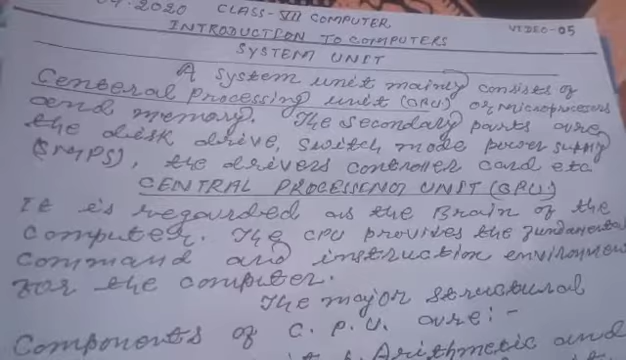 04.2020 CLASS-VII COMPUTER VIDEO-05
INTRODUCTION TO COMPUTERS
SYSTEM UNIT
A System unit mainly consists of
Centeral Processing unit (CPU) or microprocessors
and memory. The secondary parts are
the disk drive, switch mode power supply
(SMPS), the drivers controller card etc
CENTRAL PROCESSING UNIT (CPU)
It is regarded as the Brain of the
Computer. The CPU provides the fundamental
Command and instruction environment
for the computer.
The major structural
Components of C.P.U. are:-
Arithmetic and